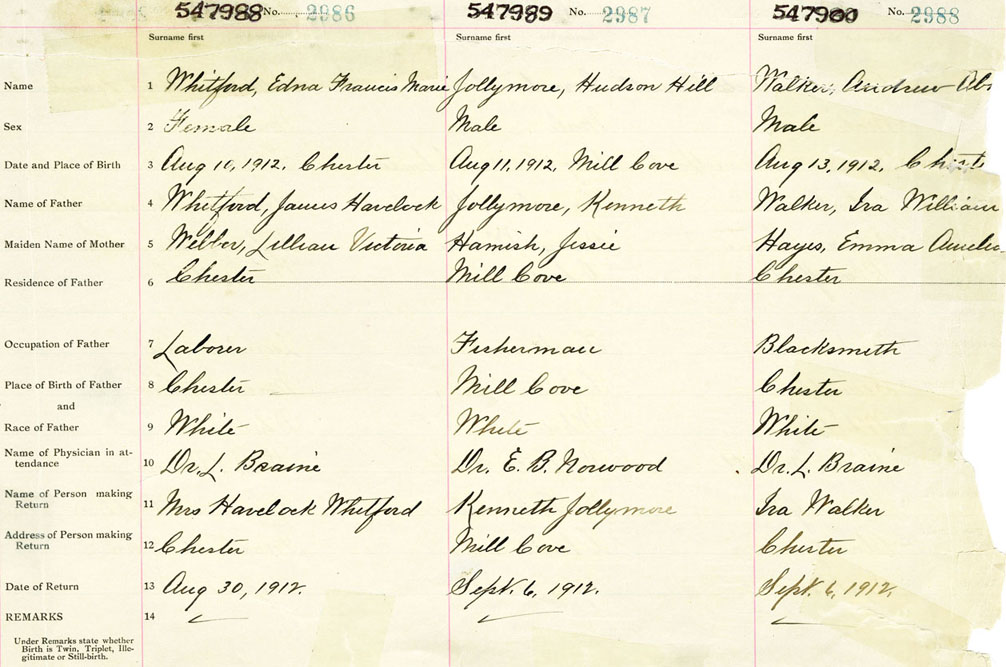 547988 No. 2986 547989 No. 2987 547900 No. 2988
Surname first Surname first Surname first
Name 1 Whitford, Edna Francis Marie Jollymore, Hudson Hill Walker, Andrew
Sex 2 Female Male Male
Date and Place of Birth 3 Aug 10, 1912. Chester Aug 11, 1912, Mill Cove Aug 13, 1912, Chester
Name of Father 4 Whitford, James Havelock Jollymore, Kenneth Walker, Ira William
Maiden Name of Mother 5 Welber, Lillian Victoria Hamish, Jessie Hayes, Emma
Residence of Father 6 Chester Mill Cove Chester
Occupation of Father 7 Laborer Fisherman Blacksmith
Place of Birth of Father 8 Chester Mill Cove Chester
and
Race of Father 9 White White White
Name of Physician in at-
tendance 10 Dr. L. Braine Dr. E. B. Norwood Dr. L. Braine
Name of Person making
Return 11 Mrs Havelock Whitford Kenneth Jollymore Ira Walker
Address of Person making
Return 12 Chester Mill Cove Chester
Date of Return 13 Aug 30, 1912. Sept. 6, 1912. Sept. 6, 1912.
REMARKS 14
Under Remarks state whether
Birth is Twin, Triplet, Ille-
gitimate or Still-birth.